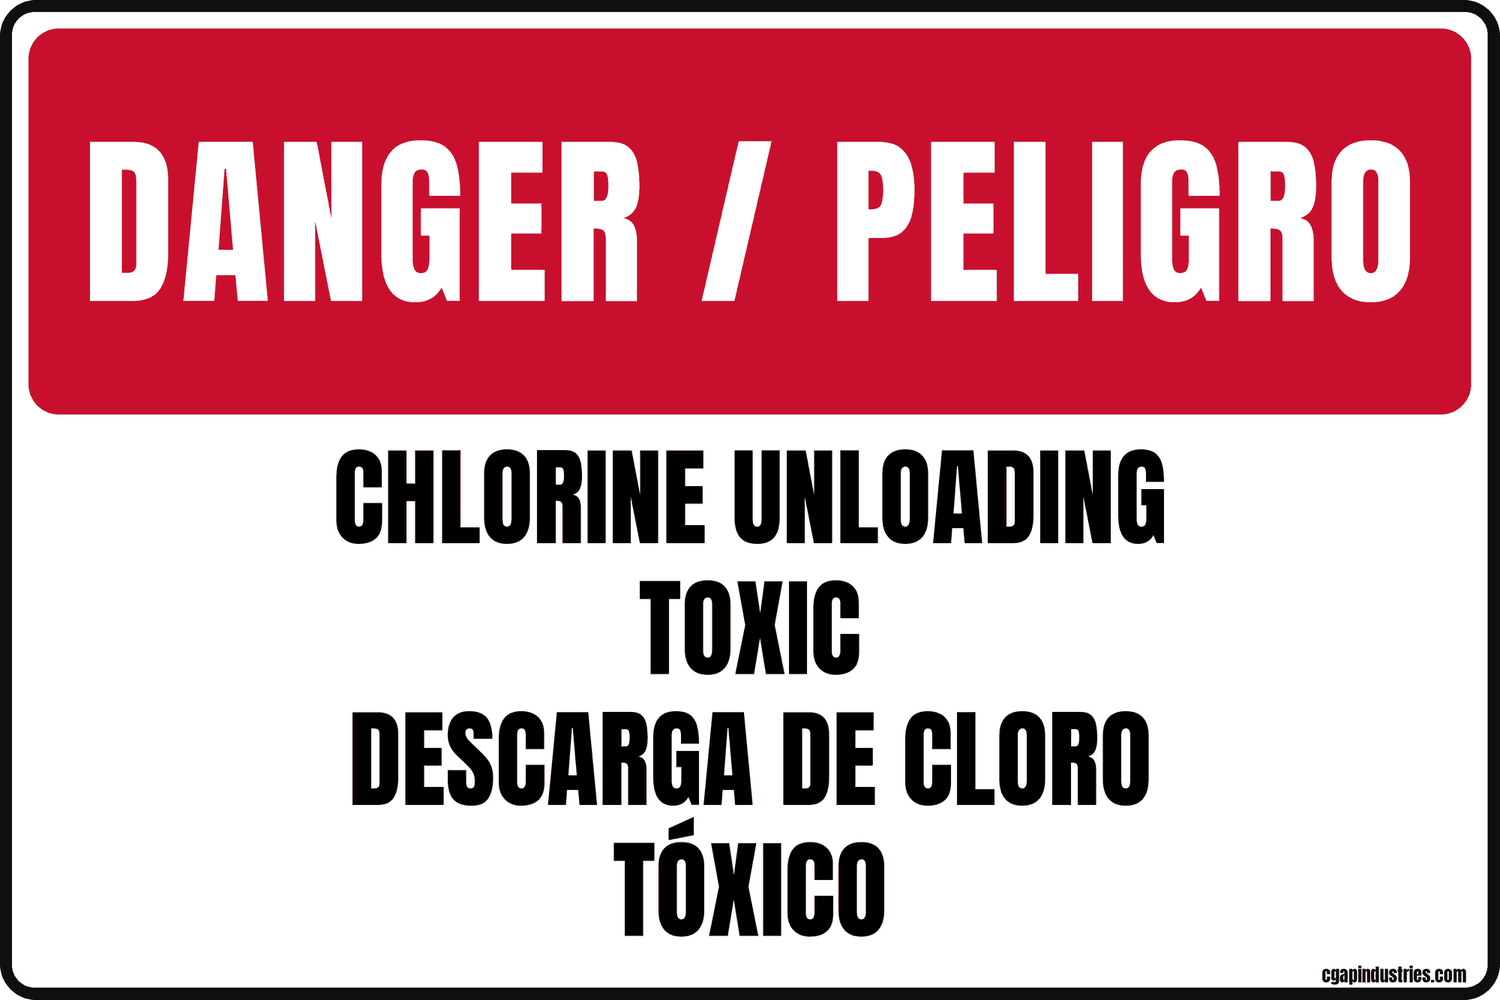 DANGER / PELIGRO
CHLORINE UNLOADING
TOXIC
DESCARGA DE CLORO
TÓXICO
cgapindustries.com